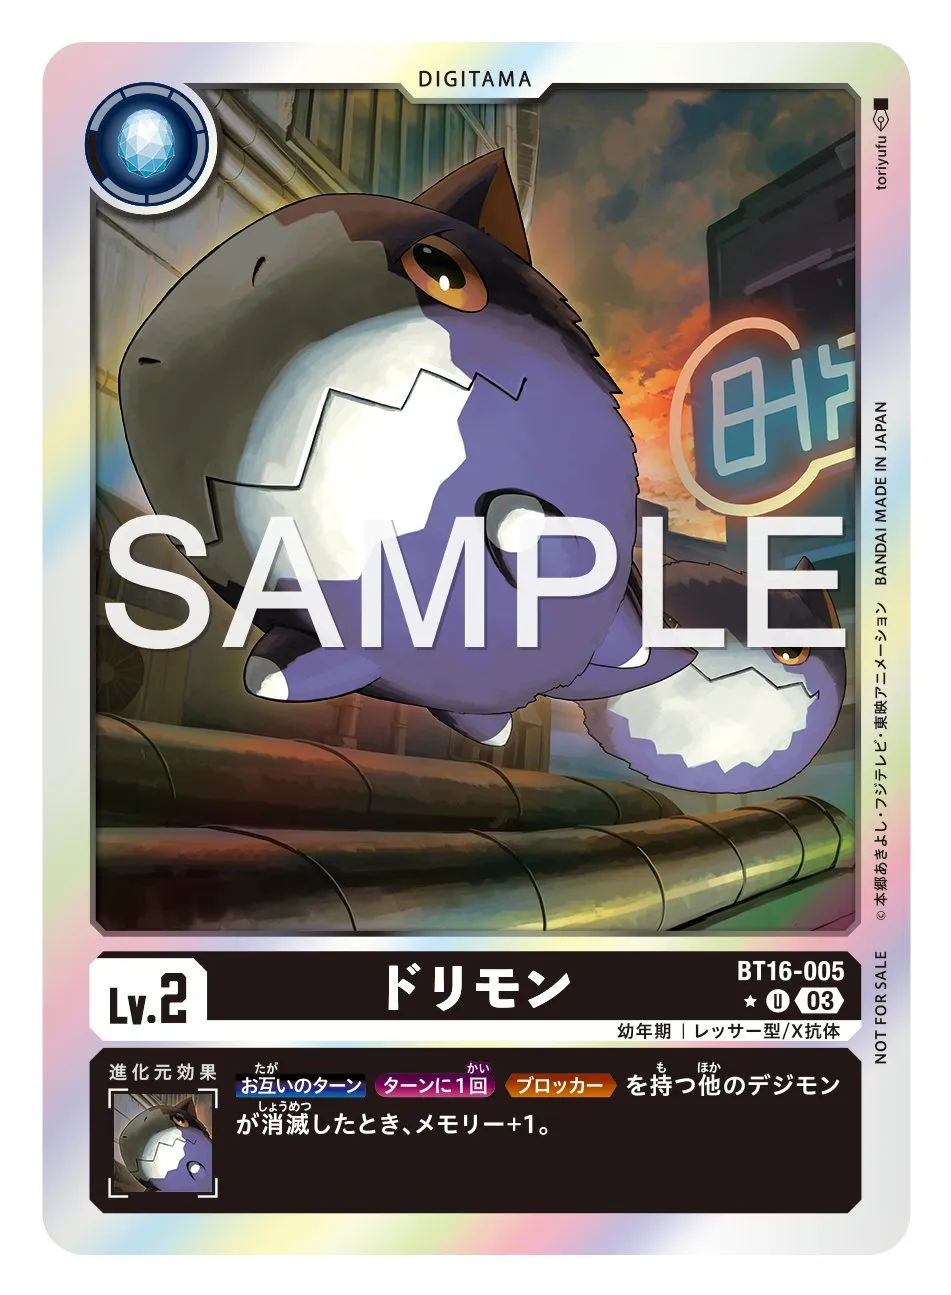 DIGITAMA
toriyufu
BANDAI MADE IN JAPAN
SAMPLE
©本郷あきよし・フジテレビ・東映アニメーション
NOT FOR SALE
Lv.2
ドリモン
BT16-005
U 03
幼年期｜レッサー型/X抗体
進化元効果
お互いのターン ターンに1回 ブロッカー を持つ他のデジモン
が消滅したとき、メモリー+1。